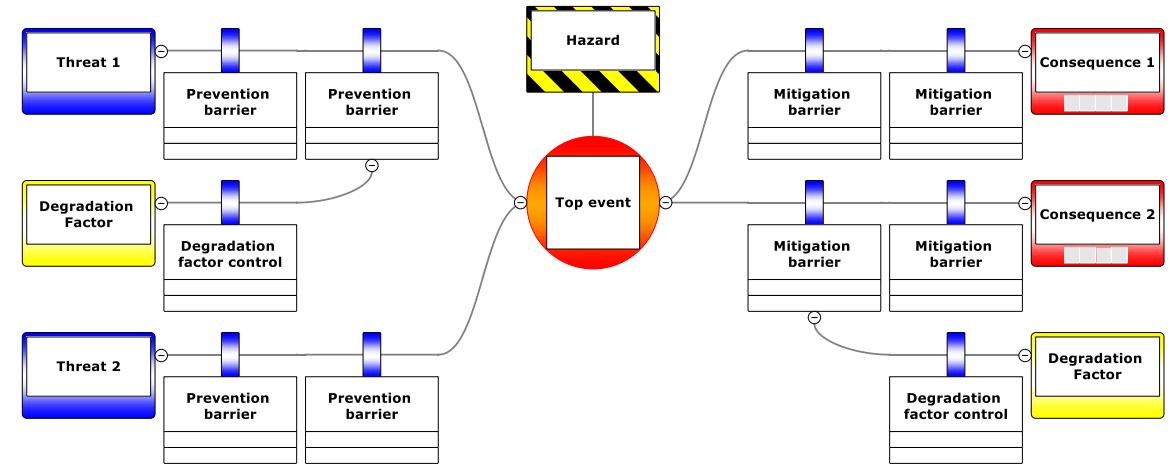 Hazard
Threat 1
Prevention
barrier
Prevention
barrier
Mitigation
barrier
Mitigation
barrier
Consequence 1
Degradation
Factor
Degradation
factor control
Top event
Mitigation
barrier
Mitigation
barrier
Consequence 2
Threat 2
Prevention
barrier
Prevention
barrier
Degradation
factor control
Degradation
Factor